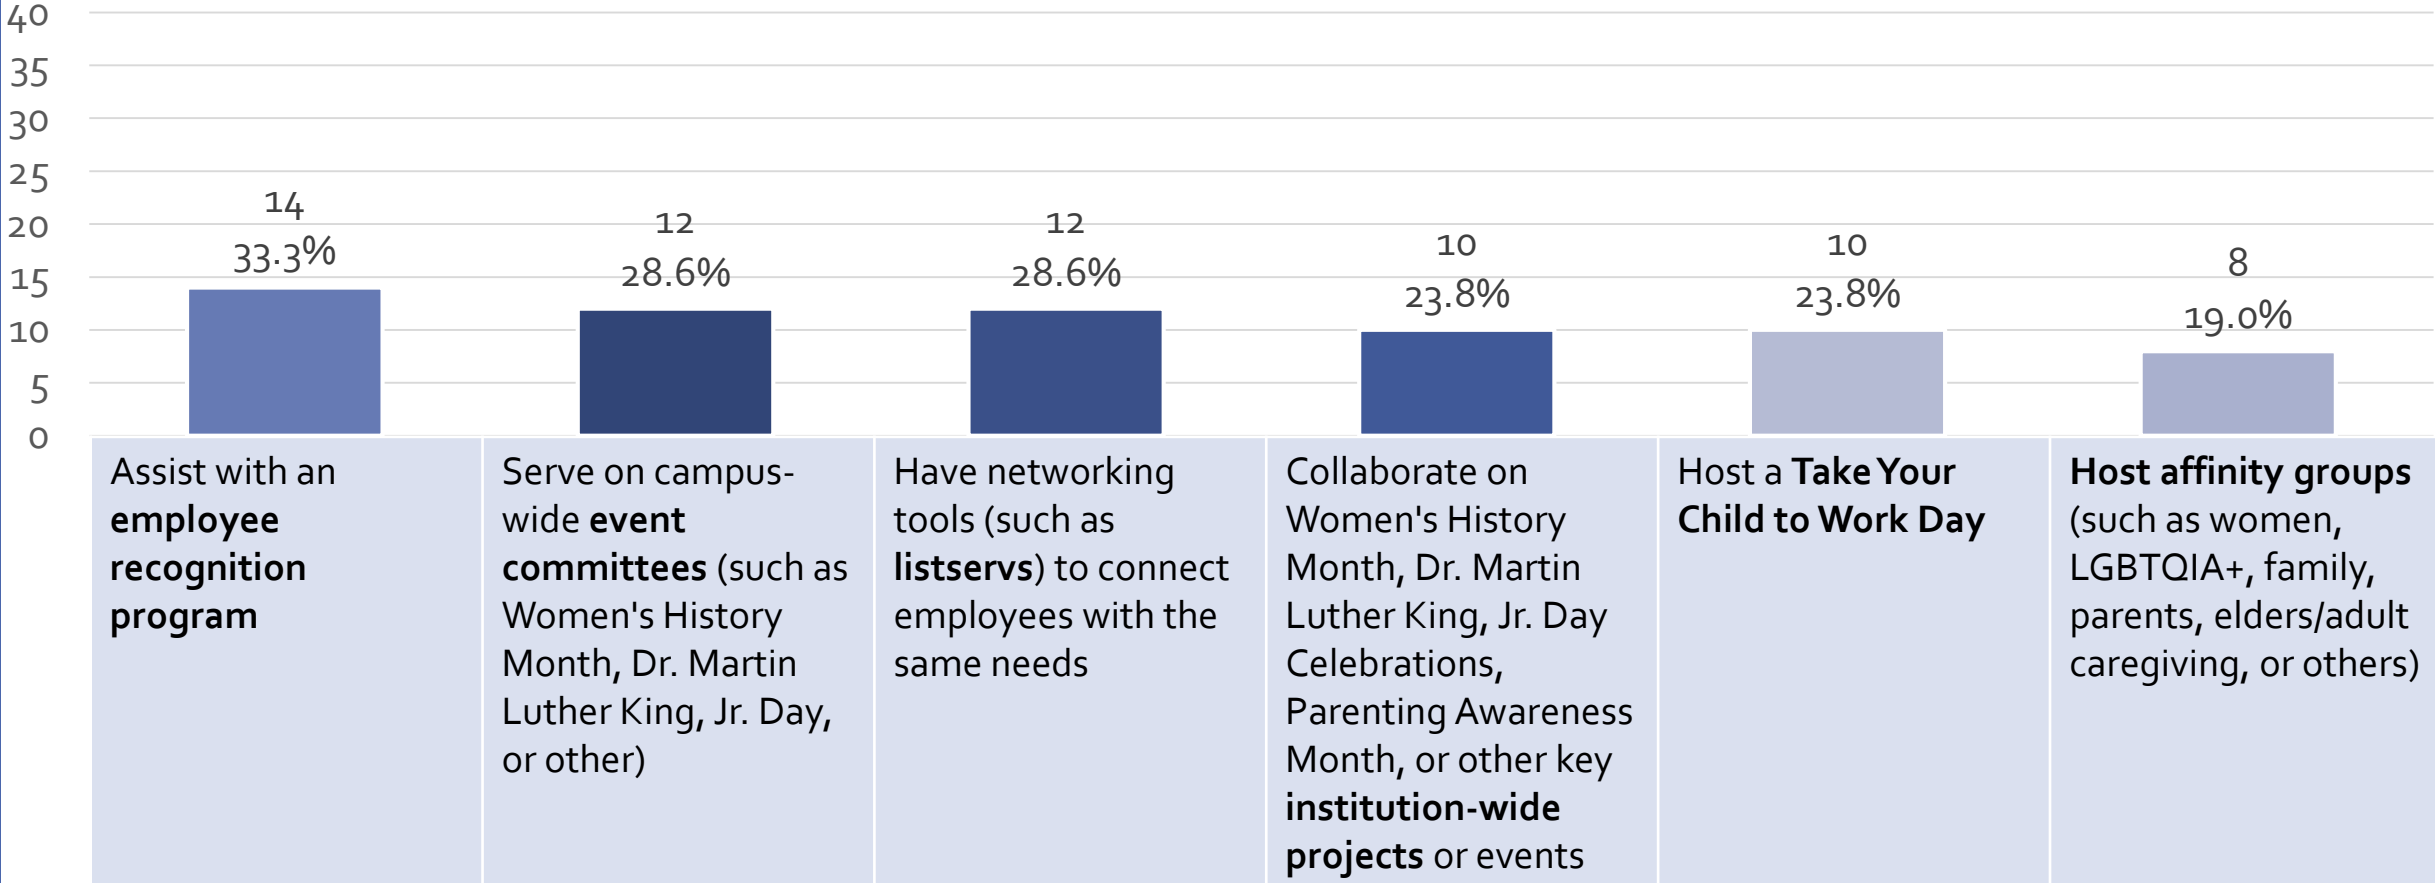 40
35
30
25
20
15
10
5
0
14
33.3%
12
28.6%
12
28.6%
10
23.8%
10
23.8%
8
19.0%
Assist with an
employee
recognition
program
Serve on campus-
wide event
committees (such as
Women's History
Month, Dr. Martin
Luther King, Jr. Day,
or other)
Have networking
tools (such as
listservs) to connect
employees with the
same needs
Collaborate on
Women's History
Month, Dr. Martin
Luther King, Jr. Day
Celebrations,
Parenting Awareness
Month, or other key
institution-wide
projects or events
Host a Take Your
Child to Work Day
Host affinity groups
(such as women,
LGBTQIA+, family,
parents, elders/adult
caregiving, or others)